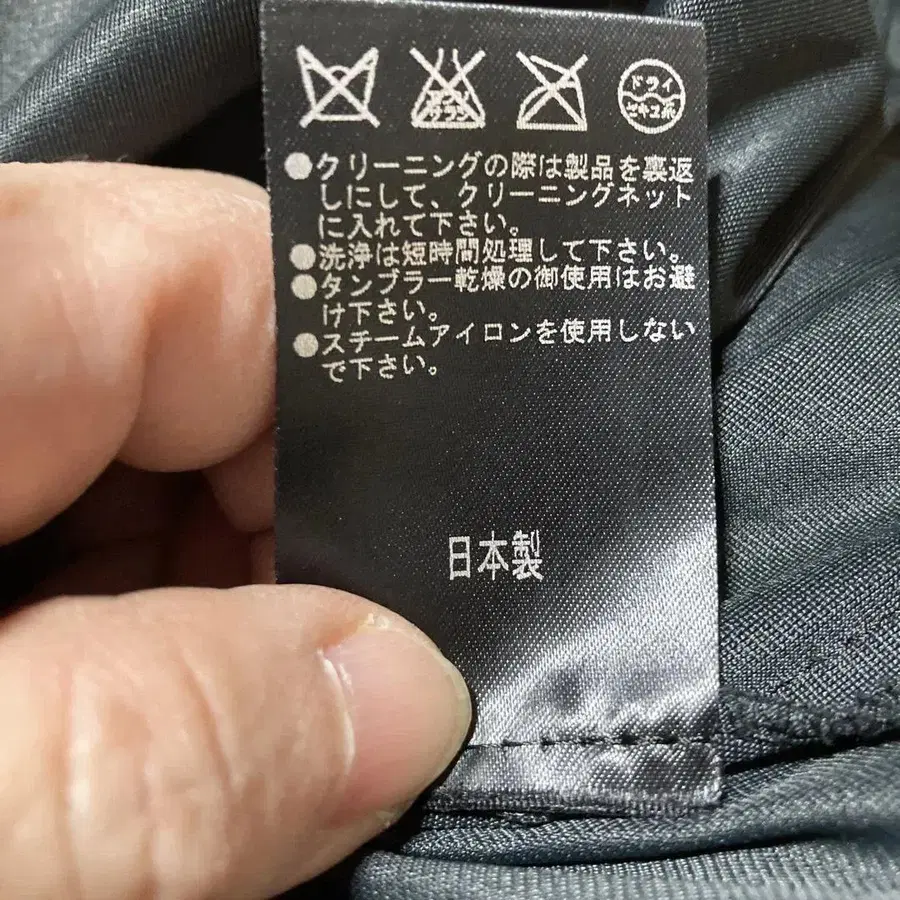 エンソ
サラシ
ドライ
セキユ系
●クリーニングの際は製品を裏返
しにして、クリーニングネット
に入れて下さい。
●洗浄は短時間処理して下さい。
●タンブラー乾燥の御使用はお避
け下さい。
●スチームアイロンを使用しない
で下さい。
日本製